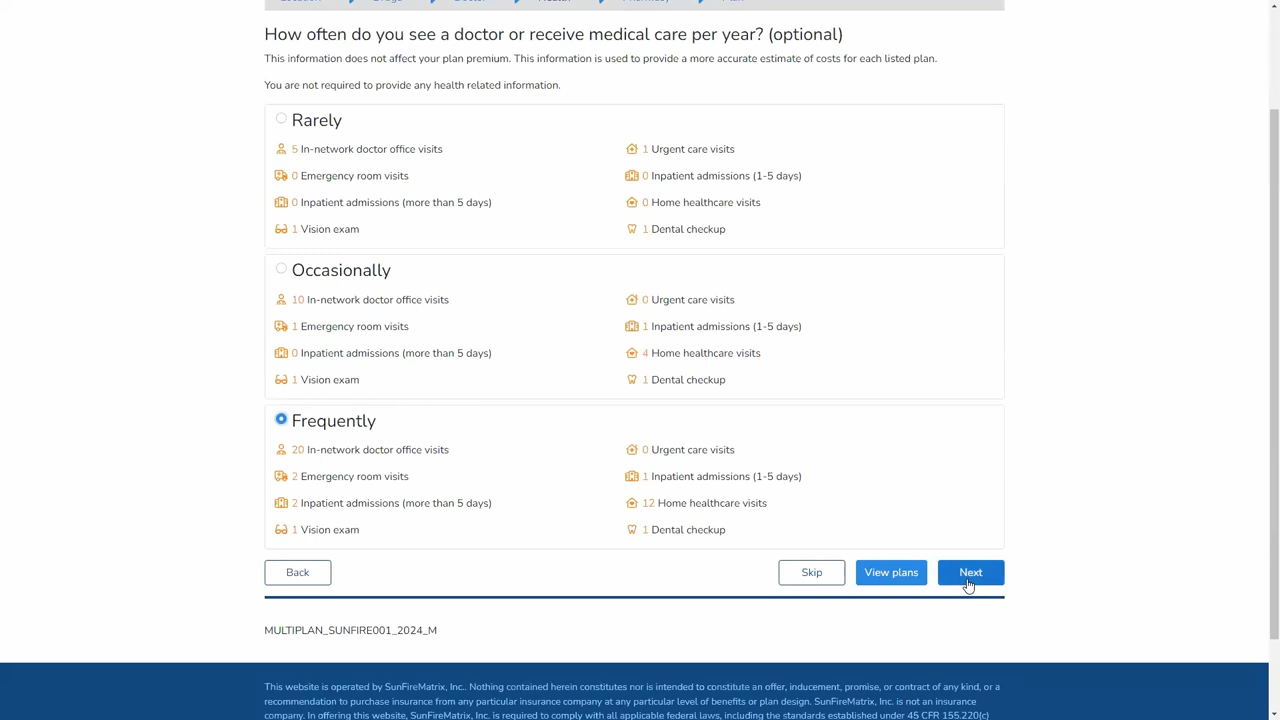 How often do you see a doctor or receive medical care per year? (optional)
This information does not affect your plan premium. This information is used to provide a more accurate estimate of costs for each listed plan.
You are not required to provide any health related information.
Rarely
5 In-network doctor office visits
1 Urgent care visits
0 Emergency room visits
0 Inpatient admissions (1-5 days)
0 Inpatient admissions (more than 5 days)
0 Home healthcare visits
1 Vision exam
1 Dental checkup
Occasionally
10 In-network doctor office visits
0 Urgent care visits
1 Emergency room visits
1 Inpatient admissions (1-5 days)
0 Inpatient admissions (more than 5 days)
4 Home healthcare visits
1 Vision exam
1 Dental checkup
Frequently
20 In-network doctor office visits
0 Urgent care visits
2 Emergency room visits
1 Inpatient admissions (1-5 days)
2 Inpatient admissions (more than 5 days)
12 Home healthcare visits
1 Vision exam
1 Dental checkup
Back
Skip
View plans
Next
MULTIPLAN_SUNFIRE001_2024_M
This website is operated by SunFireMatrix, Inc.. Nothing contained herein constitutes nor is intended to constitute an offer, inducement, promise, or contract of any kind, or a
recommendation to purchase insurance from any particular insurance company at any particular level of benefits or plan design. SunFireMatrix, Inc. is not an insurance
company. In offering this website, SunFireMatrix, Inc. is required to comply with all applicable federal laws, including the standards established under 45 CFR 155.220(c)